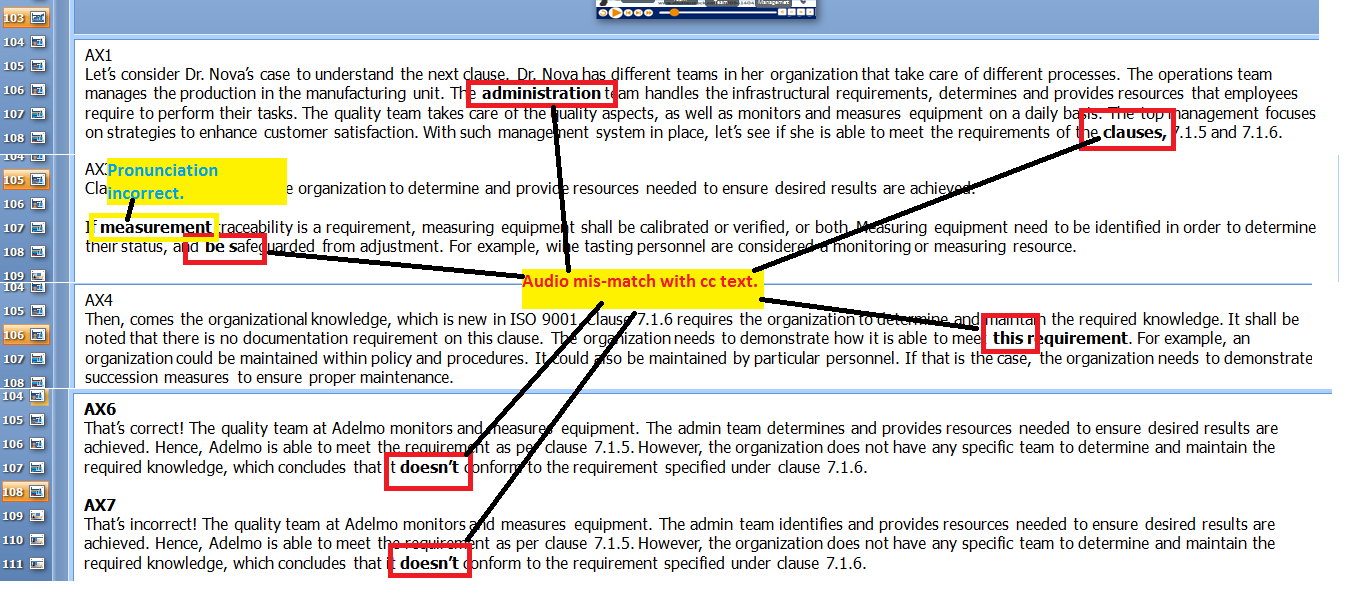 103
Team
Management
104
105
106
107
108
AX1
Let's consider Dr. Nova's case to understand the next clause. Dr. Nova has different teams in her organization that take care of different processes. The operations team
manages the production in the manufacturing unit. The administration team handles the infrastructural requirements, determines and provides resources that employees
require to perform their tasks. The quality team takes care of the quality aspects, as well as monitors and measures equipment on a daily basis. The top management focuses
on strategies to enhance customer satisfaction. With such management system in place, let's see if she is able to meet the requirements of the clauses, 7.1.5 and 7.1.6.
104
105
106
107
108
109
Pronunciation
incorrect.
Cla e organization to determine and provide resources needed to ensure desired results are achieved.
If measurement traceability is a requirement, measuring equipment shall be calibrated or verified, or both. Measuring equipment need to be identified in order to determine
their status, and be safeguarded from adjustment. For example, wine tasting personnel are considered a monitoring or measuring resource.
Audio mis-match with cc text.
104
105
106
107
108
AX4
Then, comes the organizational knowledge, which is new in ISO 9001. Clause 7.1.6 requires the organization to determine and maintain the required knowledge. It shall be
noted that there is no documentation requirement on this clause. The organization needs to demonstrate how it is able to meet this requirement. For example, an
organization could be maintained within policy and procedures. It could also be maintained by particular personnel. If that is the case, the organization needs to demonstrate
succession measures to ensure proper maintenance.
104
105
106
107
108
109
110
111
AX6
That's correct! The quality team at Adelmo monitors and measures equipment. The admin team determines and provides resources needed to ensure desired results are
achieved. Hence, Adelmo is able to meet the requirement as per clause 7.1.5. However, the organization does not have any specific team to determine and maintain the
required knowledge, which concludes that it doesn't conform to the requirement specified under clause 7.1.6.
AX7
That's incorrect! The quality team at Adelmo monitors and measures equipment. The admin team identifies and provides resources needed to ensure desired results are
achieved. Hence, Adelmo is able to meet the requirement as per clause 7.1.5. However, the organization does not have any specific team to determine and maintain the
required knowledge, which concludes that it doesn't conform to the requirement specified under clause 7.1.6.